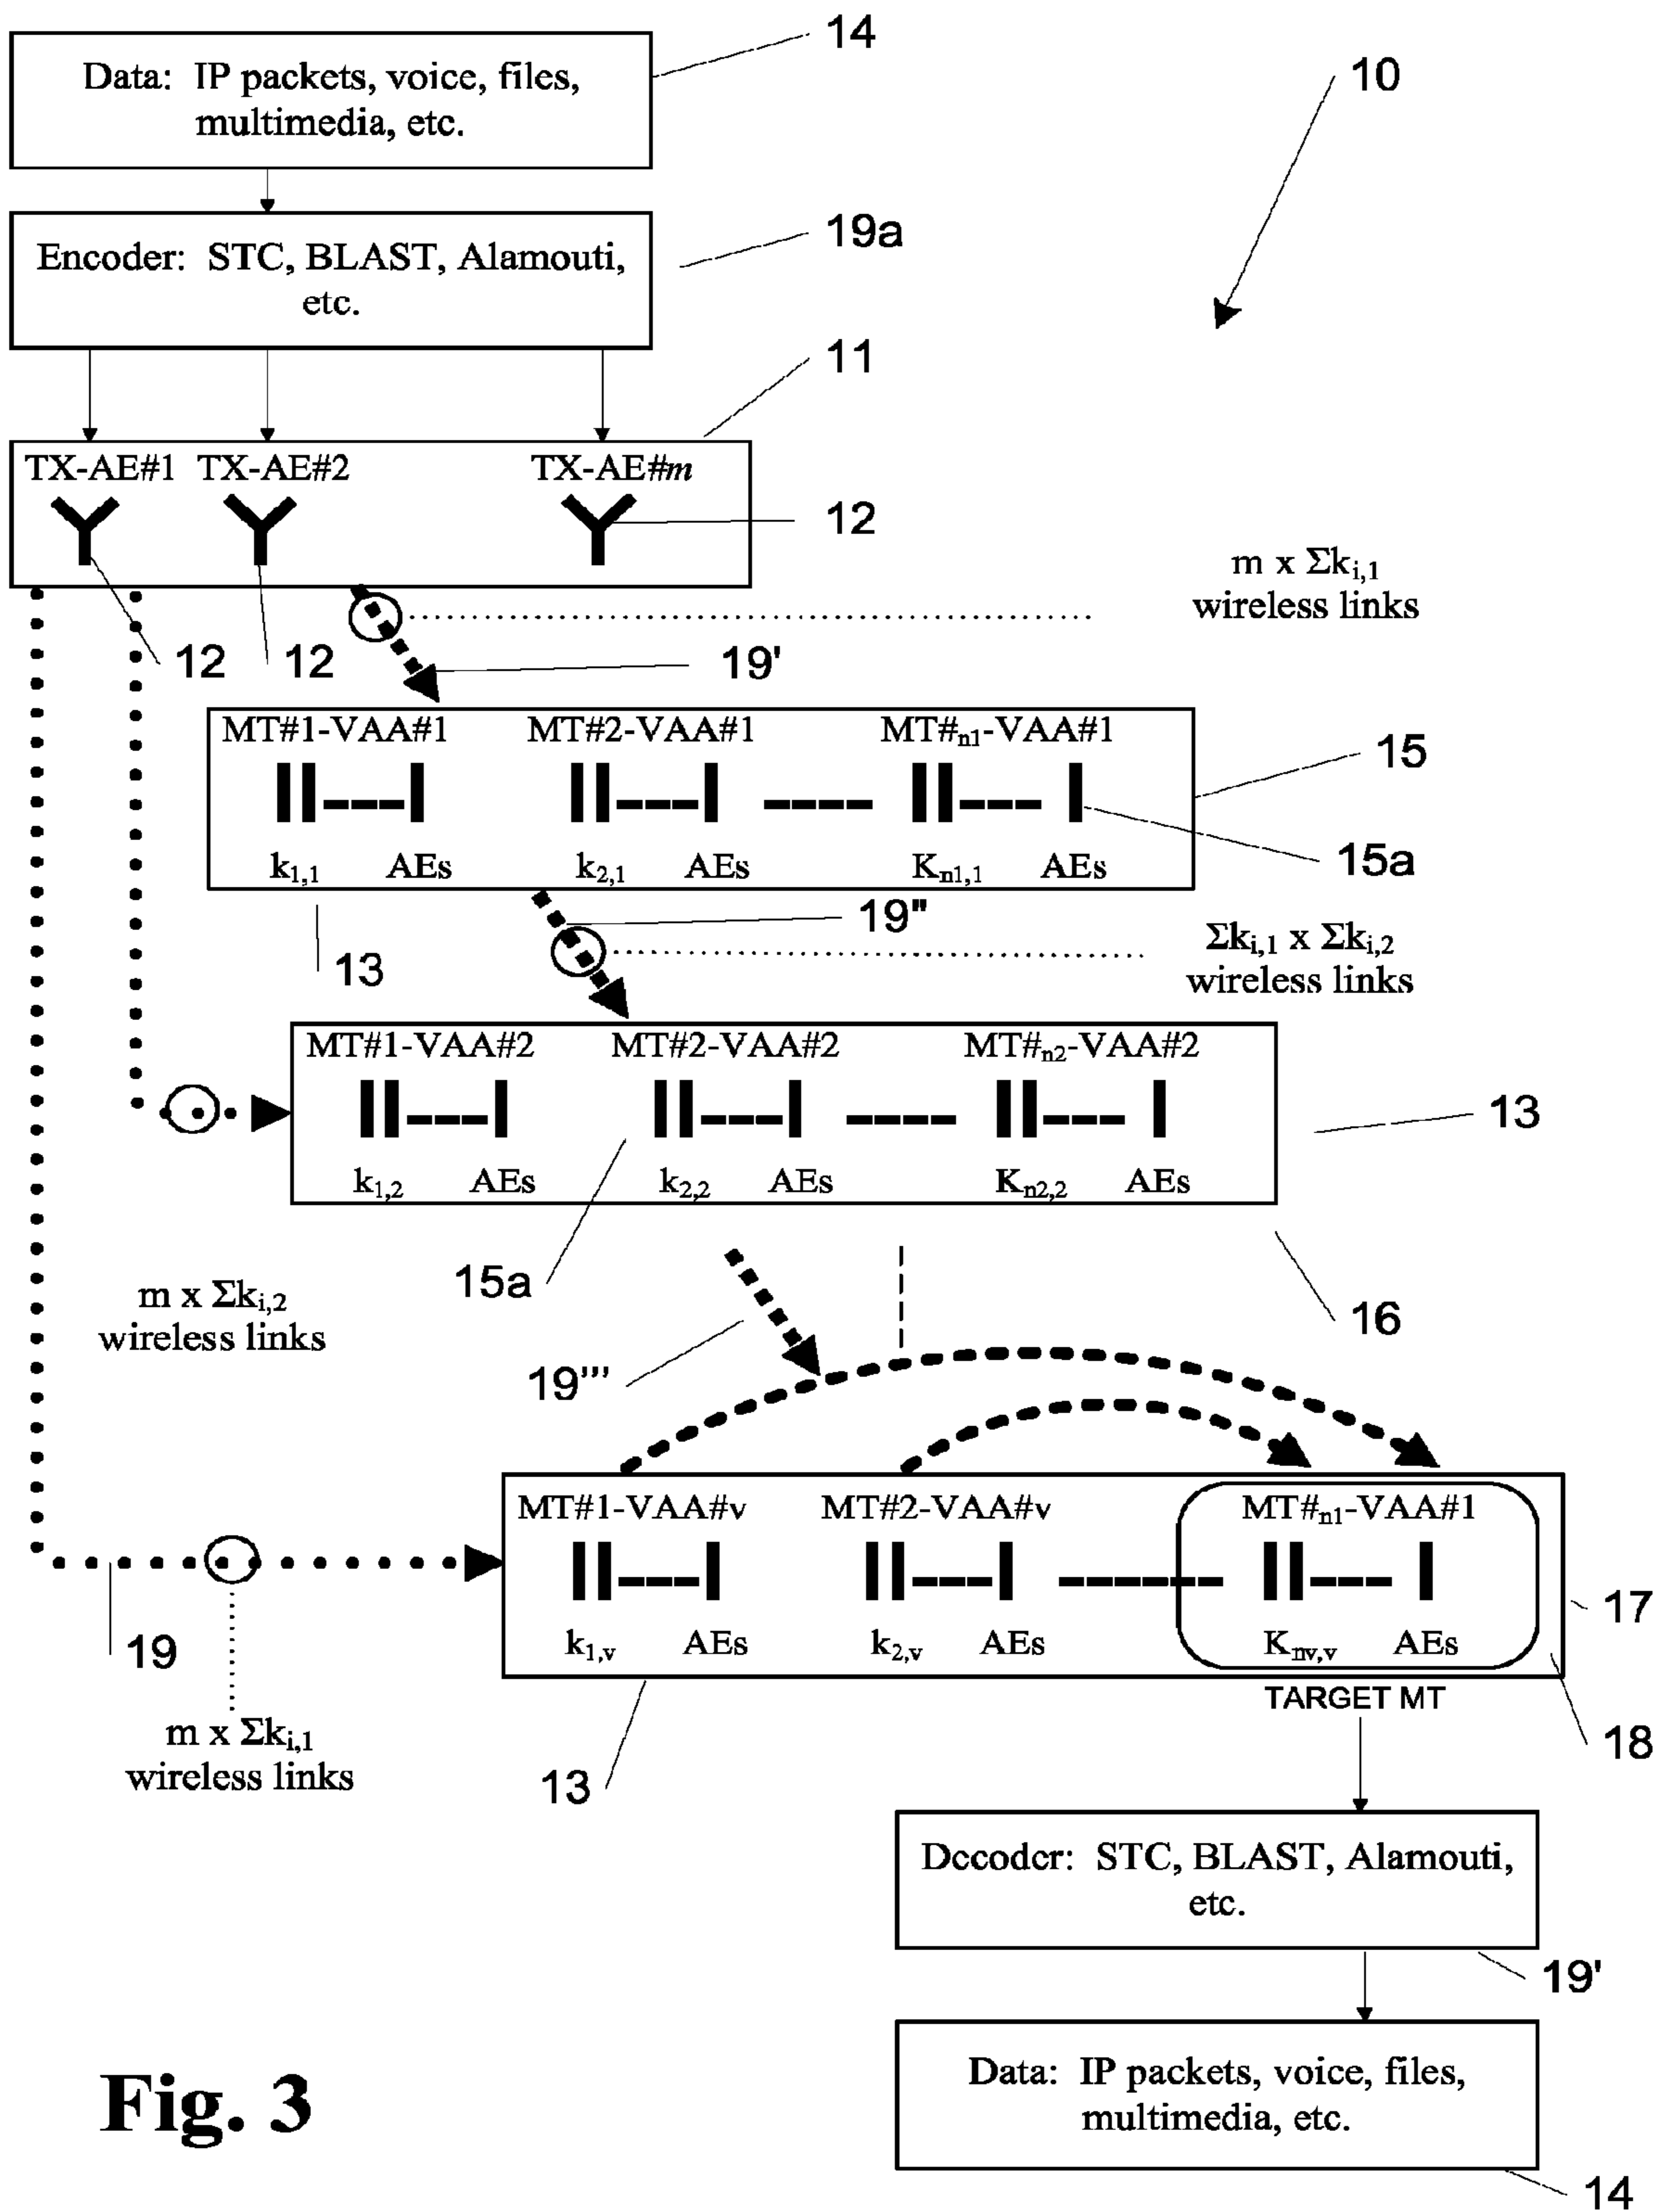 14
Data: IP packets, voice, files,
multimedia, etc.
10
19a
Encoder: STC, BLAST, Alamouti,
etc.
11
TX-AE#1 TX-AE#2 TX-AE#m
12
m x Σki,1
wireless links
12 12 19'
MT#1-VAA#1 MT#2-VAA#1 MT#n1-VAA#1
15
k1,1 AEs k2,1 AEs Kn1,1 AEs
15a
19"
13
Σki,1 x Σki,2
wireless links
MT#1-VAA#2 MT#2-VAA#2 MT#n2-VAA#2
13
k1,2 AEs k2,2 AEs Kn2,2 AEs
15a
m x Σki,2
wireless links
16
19'''
MT#1-VAA#v MT#2-VAA#v MT#n1-VAA#1
17
k1,v AEs k2,v AEs Knv,v AEs
19
TARGET MT
18
m x Σki,1
wireless links
13
Decoder: STC, BLAST, Alamouti,
etc.
19'
Data: IP packets, voice, files,
multimedia, etc.
14
Fig. 3